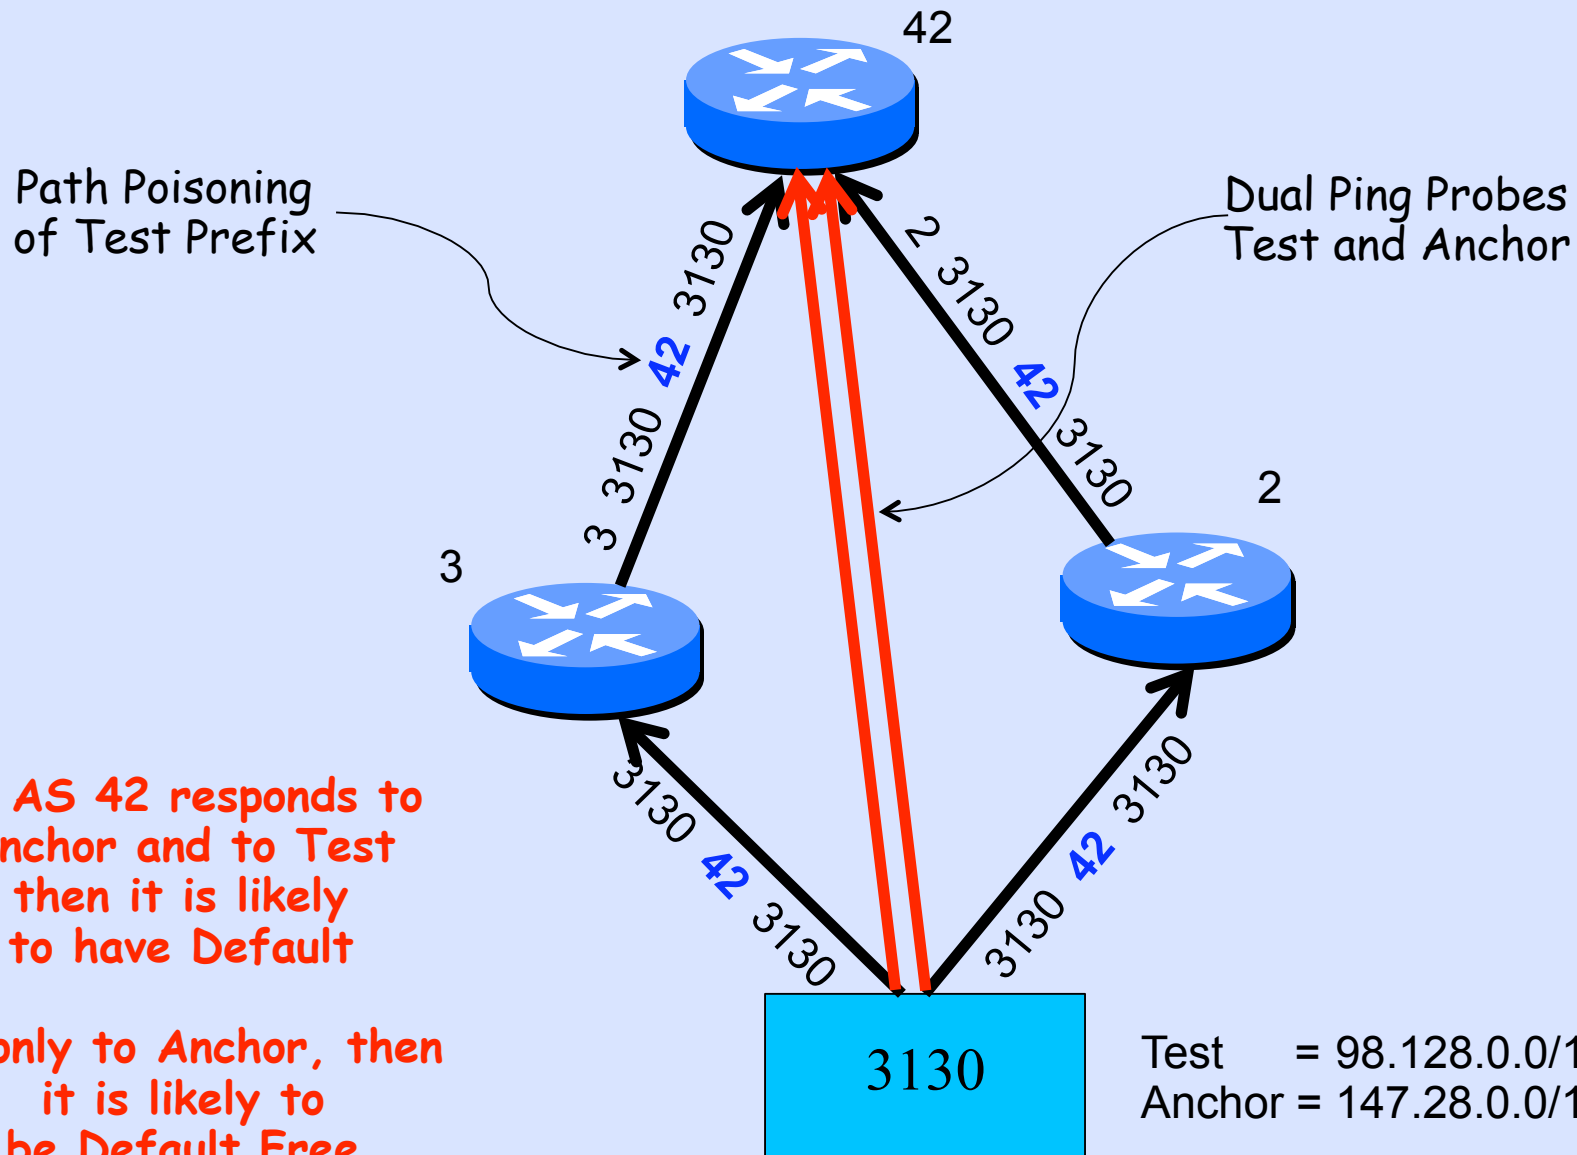 42
Path Poisoning
of Test Prefix
Dual Ping Probes
Test and Anchor
3 3130 42 3130
2 3130 42 3130
3
2
3130 42 3130
3130 42 3130
AS 42 responds to
nchor and to Test
then it is likely
to have Default
only to Anchor, then
it is likely to
be Default Free
3130
Test = 98.128.0.0/1
Anchor = 147.28.0.0/1